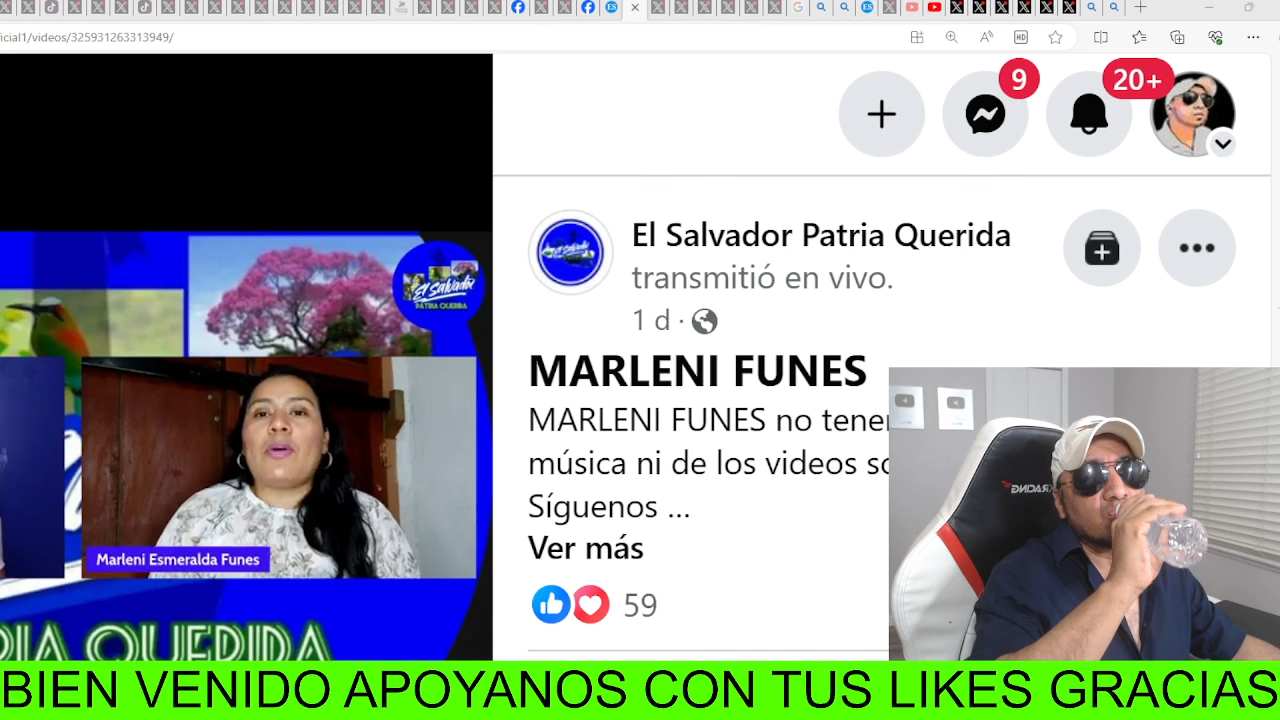 icial1/videos/325931263313949/
9
20+
El Salvador Patria Querida
transmitió en vivo.
1 d ·
MARLENI FUNES
MARLENI FUNES no tener
música ni de los videos so
Síguenos ...
Ver más
59
El Salvador
PATRIA QUERIDA
Marleni Esmeralda Funes
RIA QUERIDA
BIEN VENIDO APOYANOS CON TUS LIKES GRACIAS